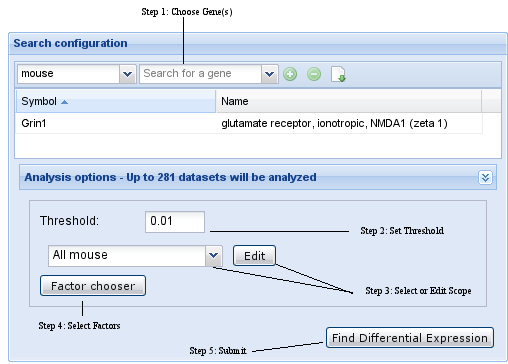 Step 1: Choose Gene(s)
Search configuration
mouse Search for a gene
Symbol Name
Grin1 glutamate receptor, ionotropic, NMDA1 (zeta 1)
Analysis options - Up to 281 datasets will be analyzed
Threshold: 0.01
Step 2: Set Threshold
All mouse Edit
Factor chooser
Step 3: Select or Edit Scope
Step 4: Select Factors
Find Differential Expression
Step 5: Submit